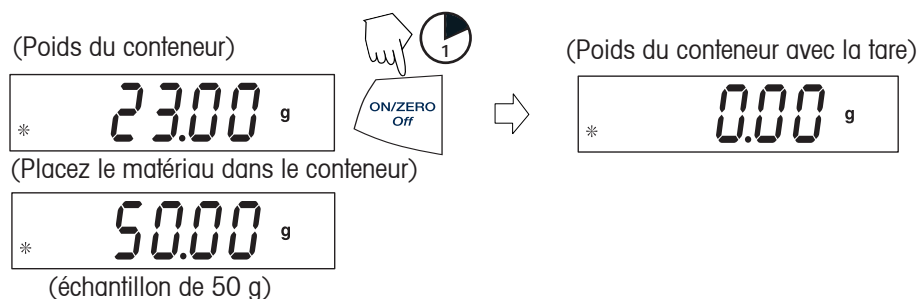 (Poids du conteneur)
1
(Poids du conteneur avec la tare)
23.00 g
ON/ZERO
Off
0.00 g
(Placez le matériau dans le conteneur)
50.00 g
(échantillon de 50 g)